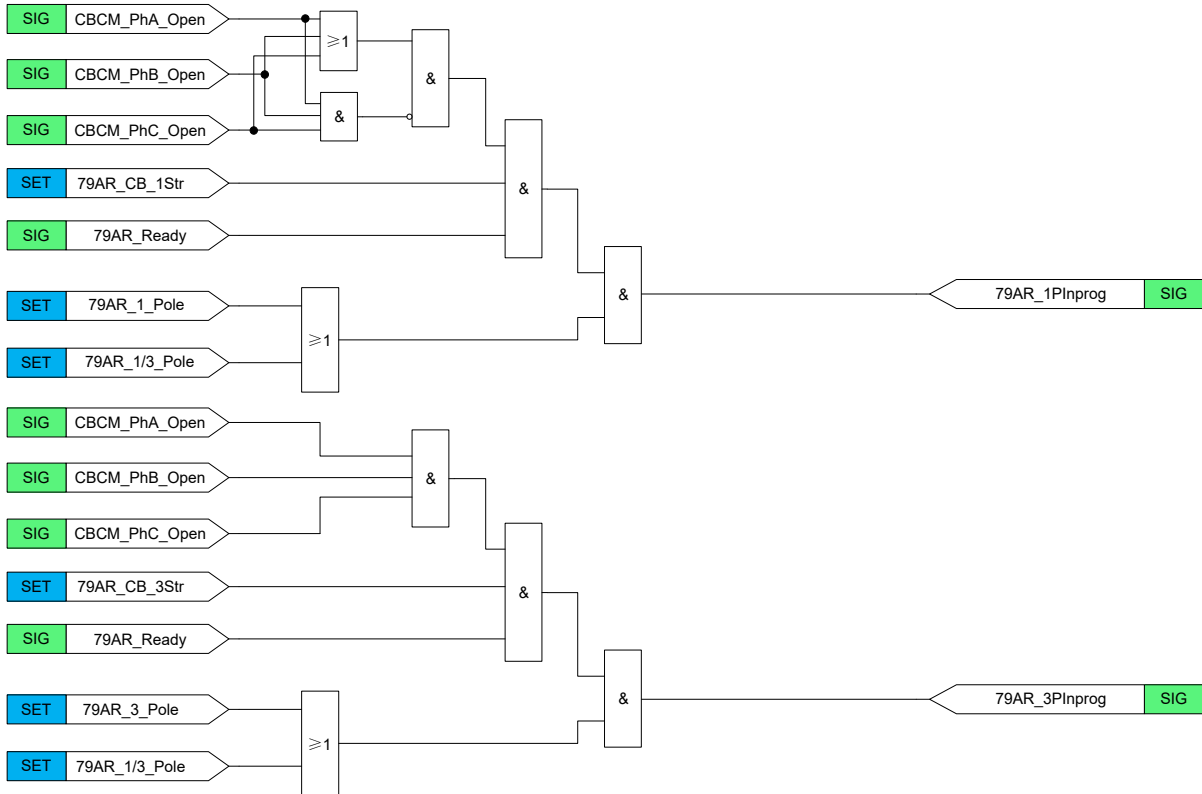 SIG CBCM_PhA_Open
≥1
SIG CBCM_PhB_Open
&
&
SIG CBCM_PhC_Open
SET 79AR_CB_1Str
&
SIG 79AR_Ready
SET 79AR_1_Pole
&
79AR_1PInprog SIG
≥1
SET 79AR_1/3_Pole
SIG CBCM_PhA_Open
SIG CBCM_PhB_Open
&
SIG CBCM_PhC_Open
SET 79AR_CB_3Str
&
SIG 79AR_Ready
SET 79AR_3_Pole
&
79AR_3PInprog SIG
≥1
SET 79AR_1/3_Pole